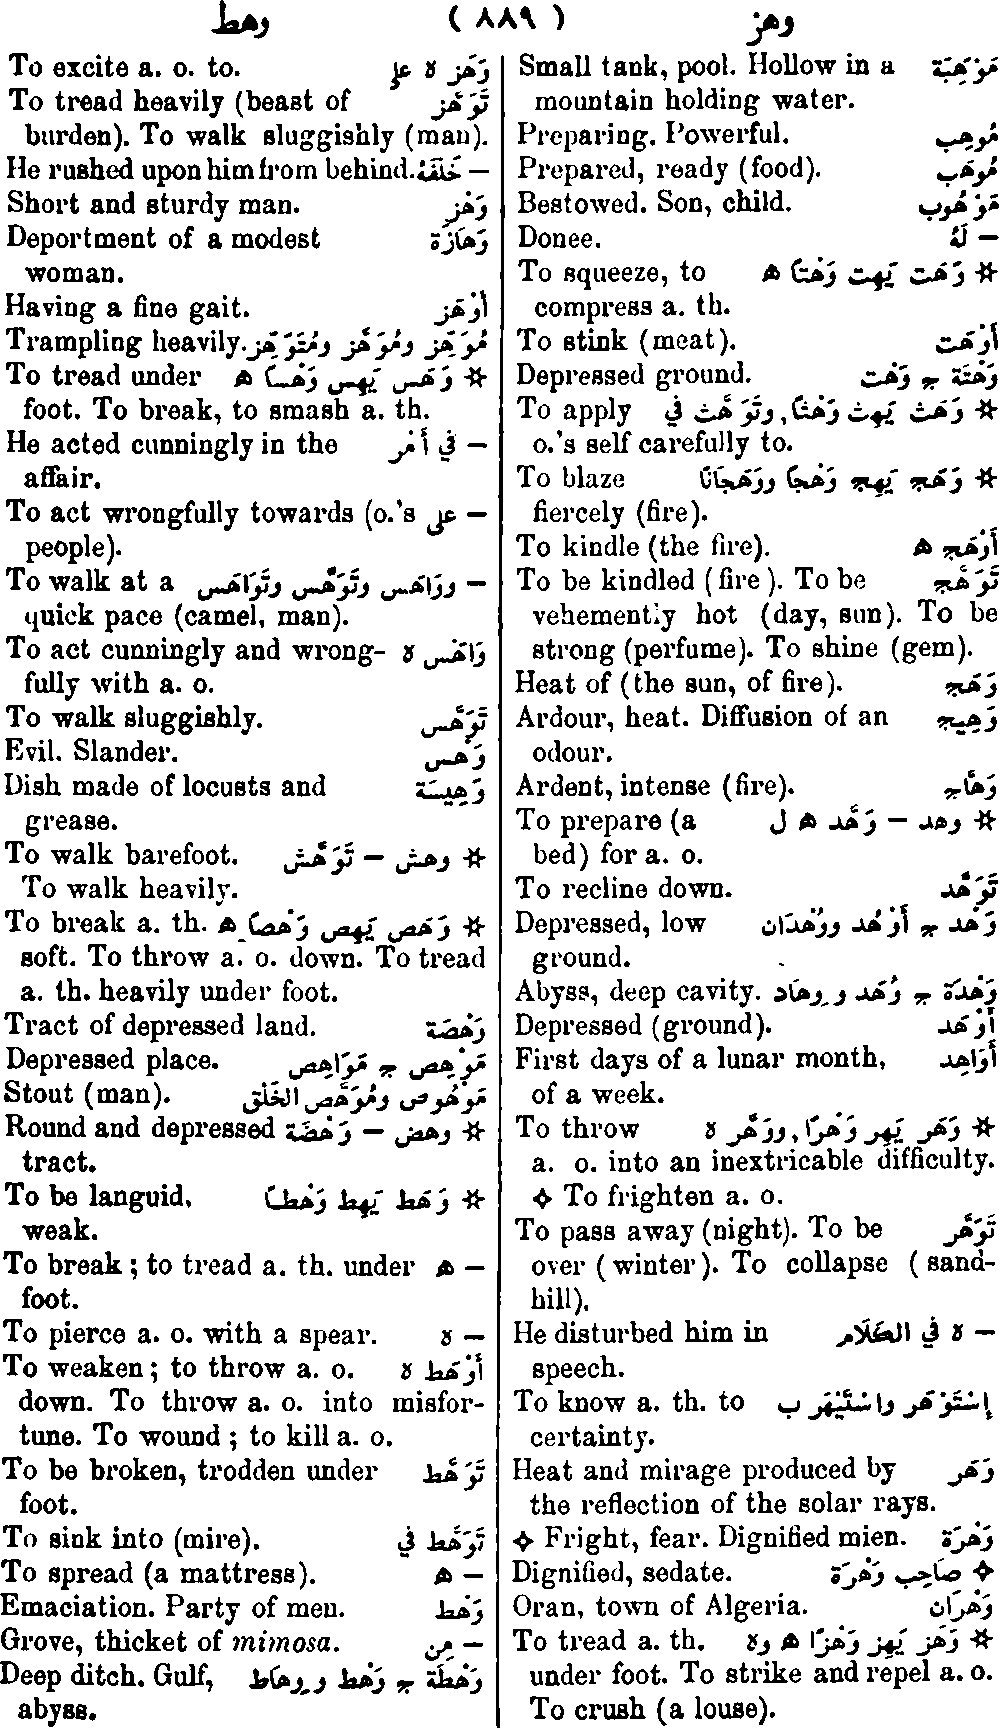 وهز ( ٨٨٩ ) وهط
Small tank, pool. Hollow in a مَوْهِبَة
mountain holding water.
Preparing. Powerful. مُوهِب
Prepared, ready (food). مُوهَب
Bestowed. Son, child. مَوْهُوب
Donee. — لَهُ
To squeeze, to ✲ وَهَت يَهِت وَهْتًا ه
compress a. th.
To stink (meat). أَوْهَت
Depressed ground. وَهْتَة ج وَهْت
To apply ✲ وَهَث يَهِث وَهْثًا, وتَوَهَّث في
o.'s self carefully to.
To blaze ✲ وَهَج يَهِج وَهْجًا ووَهَجَانًا
fiercely (fire).
To kindle (the fire). أَوْهَج ه
To be kindled (fire). To be تَوَهَّج
vehemently hot (day, sun). To be
strong (perfume). To shine (gem).
Heat of (the sun, of fire). وَهَج
Ardour, heat. Diffusion of an وَهِيج
odour.
Ardent, intense (fire). وَهَّاج
To prepare (a ✲ وهد — وَهَّد ه ل
bed) for a. o.
To recline down. تَوَهَّد
Depressed, low وَهْد ج أَوْهُد ووُهْدَان
ground.
Abyss, deep cavity. وَهْدَة ج وُهَد و وِهَاد
Depressed (ground). أَوْهَد
First days of a lunar month, أَوَاهِد
of a week.
To throw ✲ وَهَر يَهِر وَهْرًا, ووَهَّر ه
a. o. into an inextricable difficulty.
❖ To frighten a. o.
To pass away (night). To be تَوَهَّر
over (winter). To collapse (sand-
hill).
He disturbed him in — ه في الكَلَام
speech.
To know a. th. to إِسْتَوْهَر واسْتَيْهَر ب
certainty.
Heat and mirage produced by وَهَر
the reflection of the solar rays.
❖ Fright, fear. Dignified mien. وَهْرَة
Dignified, sedate. ❖ صَاحِب وَهْرَة
Oran, town of Algeria. وَهْرَان
To tread a. th. ✲ وَهَز يَهِز وَهْزًا ه وه
under foot. To strike and repel a. o.
To crush (a louse).
To excite a. o. to. وَهَز ه على
To tread heavily (beast of تَوَهَّز
burden). To walk sluggishly (man).
He rushed upon him from behind. — خَلْفَهُ
Short and sturdy man. وَهْز
Deportment of a modest وَهَازَة
woman.
Having a fine gait. أَوْهَز
Trampling heavily. مُوَهِّز ومُوَهَّز ومُتَوَهِّز
To tread under ✲ وَهَس يَهِس وَهْسًا ه
foot. To break, to smash a. th.
He acted cunningly in the — في أَمْر
affair.
To act wrongfully towards (o.'s — على
people).
To walk at a — ووَاهَس وتَوَهَّس وتَوَاهَس
quick pace (camel, man).
To act cunningly and wrong- وَاهَس ه
fully with a. o.
To walk sluggishly. تَوَهَّس
Evil. Slander. وَهْس
Dish made of locusts and وَهِيسَة
grease.
To walk barefoot. ✲ وهش — تَوَهَّش
To walk heavily.
To break a. th. ✲ وَهَص يَهِص وَهْصًا ه
soft. To throw a. o. down. To tread
a. th. heavily under foot.
Tract of depressed land. وَهْصَة
Depressed place. مَوْهِص ج مَوَاهِص
Stout (man). مَوْهُوص ومُوَهَّص الخَلْق
Round and depressed ✲ وهض — وَهْضَة
tract.
To be languid, ✲ وَهَط يَهِط وَهْطًا
weak.
To break ; to tread a. th. under — ه
foot.
To pierce a. o. with a spear. — ه
To weaken ; to throw a. o. أَوْهَط ه
down. To throw a. o. into misfor-
tune. To wound ; to kill a. o.
To be broken, trodden under تَوَهَّط
foot.
To sink into (mire). تَوَهَّط في
To spread (a mattress). — ه
Emaciation. Party of men. وَهْط
Grove, thicket of mimosa. — مِن
Deep ditch. Gulf, وَهْطَة ج وَهْط و وِهَاط
abyss.